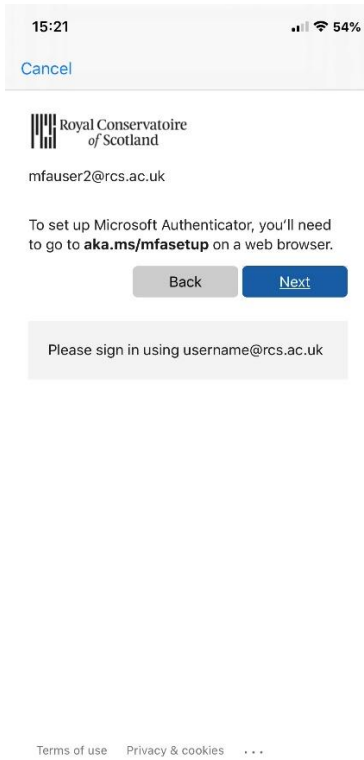 15:21 54%
Cancel
Royal Conservatoire
of Scotland
mfauser2@rcs.ac.uk
To set up Microsoft Authenticator, you'll need
to go to aka.ms/mfasetup on a web browser.
Back Next
Please sign in using username@rcs.ac.uk
Terms of use Privacy & cookies ...